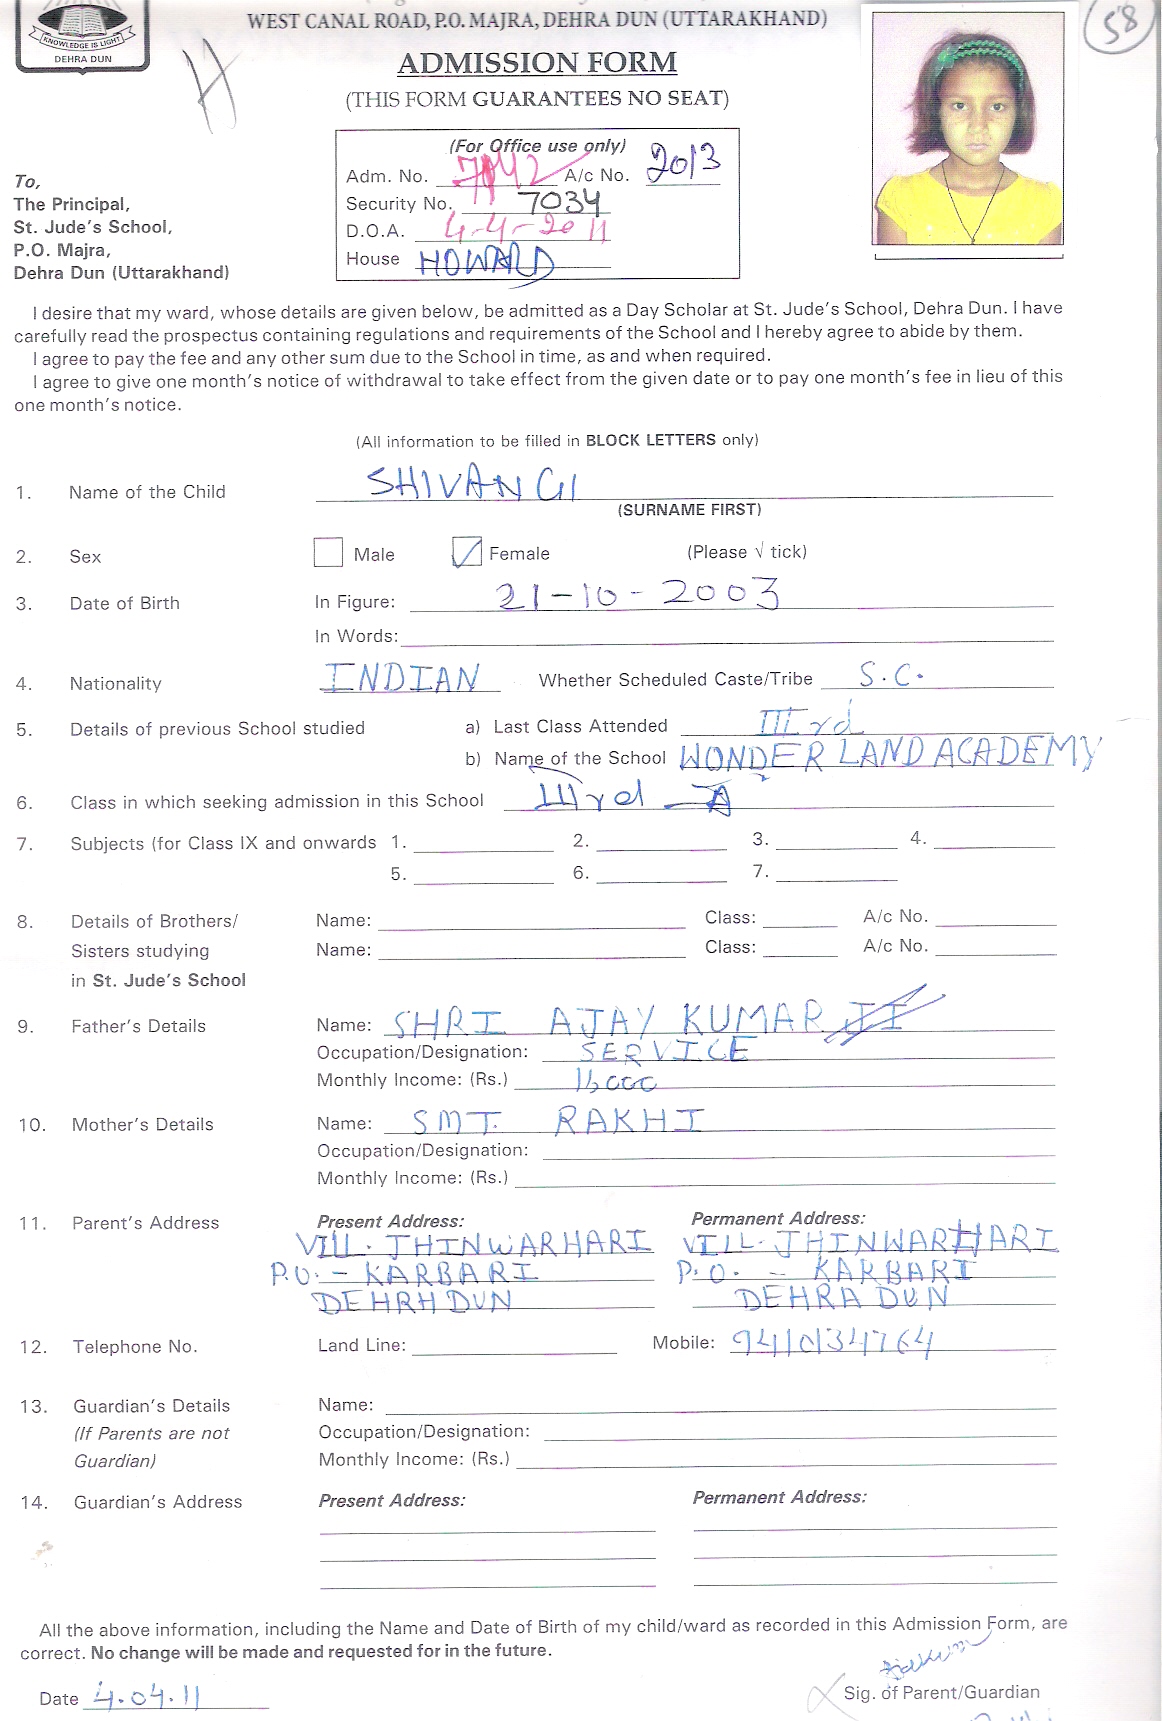 KNOWLEDGE IS LIGHT
DEHRA DUN
WEST CANAL ROAD, P.O. MAJRA, DEHRA DUN (UTTARAKHAND)
58
ADMISSION FORM
(THIS FORM GUARANTEES NO SEAT)
(For Office use only)
Adm. No. 7042 A/c No. 2013
Security No. 7034
D.O.A. 4-4-2011
House HOWARD
To,
The Principal,
St. Jude's School,
P.O. Majra,
Dehra Dun (Uttarakhand)
I desire that my ward, whose details are given below, be admitted as a Day Scholar at St. Jude's School, Dehra Dun. I have
carefully read the prospectus containing regulations and requirements of the School and I hereby agree to abide by them.
I agree to pay the fee and any other sum due to the School in time, as and when required.
I agree to give one month's notice of withdrawal to take effect from the given date or to pay one month's fee in lieu of this
one month's notice.
(All information to be filled in BLOCK LETTERS only)
1. Name of the Child SHIVANGI
(SURNAME FIRST)
2. Sex Male Female (Please √ tick)
3. Date of Birth In Figure: 21-10-2003
In Words:
4. Nationality INDIAN Whether Scheduled Caste/Tribe S.C.
5. Details of previous School studied a) Last Class Attended III rd
b) Name of the School WONDER LAND ACADEMY
6. Class in which seeking admission in this School III rd - A
7. Subjects (for Class IX and onwards 1. 2. 3. 4.
5. 6. 7.
8. Details of Brothers/ Name: Class: A/c No.
Sisters studying Name: Class: A/c No.
in St. Jude's School
9. Father's Details Name: SHRI AJAY KUMAR
Occupation/Designation: SERVICE
Monthly Income: (Rs.)
10. Mother's Details Name: SMT. RAKHI
Occupation/Designation:
Monthly Income: (Rs.)
11. Parent's Address Present Address: Permanent Address:
VILL. JHINWARHARI VILL. JHINWARHARI
P.O. - KARBARI P.O. - KARBARI
DEHRA DUN DEHRA DUN
12. Telephone No. Land Line: Mobile: 9410134764
13. Guardian's Details Name:
(If Parents are not Occupation/Designation:
Guardian) Monthly Income: (Rs.)
14. Guardian's Address Present Address: Permanent Address:
All the above information, including the Name and Date of Birth of my child/ward as recorded in this Admission Form, are
correct. No change will be made and requested for in the future.
Date 4.04.11 Sig. of Parent/Guardian